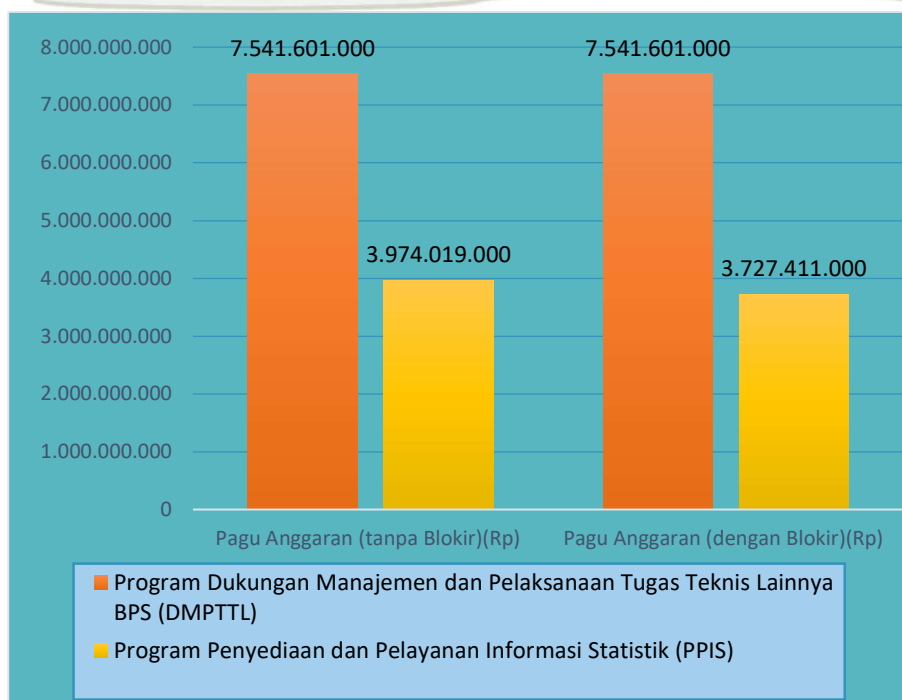 8.000.000.000
7.000.000.000
6.000.000.000
5.000.000.000
4.000.000.000
3.000.000.000
2.000.000.000
1.000.000.000
0
7.541.601.000
3.974.019.000
7.541.601.000
3.727.411.000
Pagu Anggaran (tanpa Blokir)(Rp)
Pagu Anggaran (dengan Blokir)(Rp)
Program Dukungan Manajemen dan Pelaksanaan Tugas Teknis Lainnya
BPS (DMPTTL)
Program Penyediaan dan Pelayanan Informasi Statistik (PPIS)